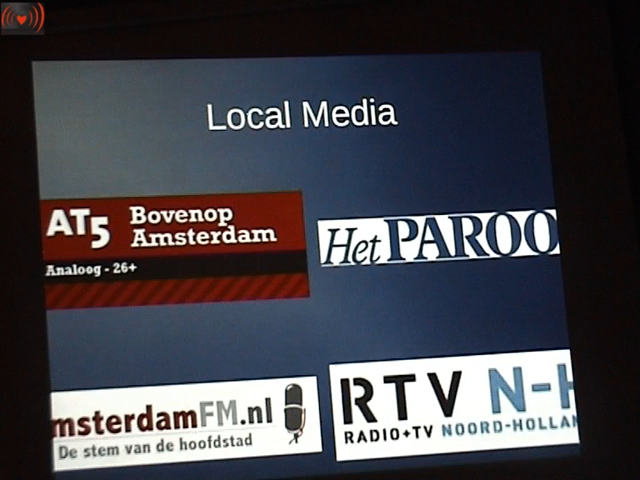 Local Media
AT5
Bovenop
Amsterdam
Analoog - 26+
Het PAROO
msterdamFM.nl
De stem van de hoofdstad
RTV N-H
RADIO+TV NOORD-HOLLAN